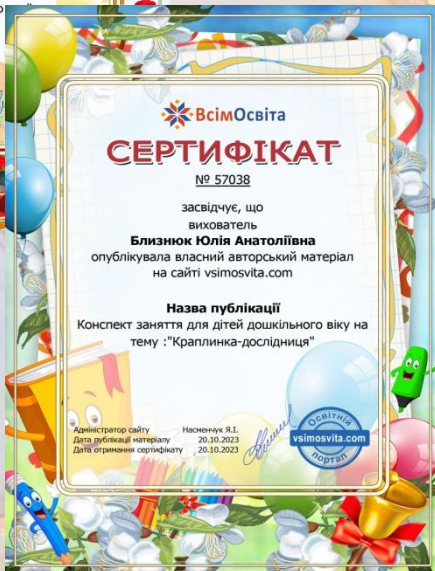 ВсімОсвіта
СЕРТИФІКАТ
№ 57038
засвідчує, що
вихователь
Близнюк Юлія Анатоліївна
опублікувала власний авторський матеріал
на сайті vsimosvita.com
Назва публікації
Конспект заняття для дітей дошкільного віку на
тему :"Краплинка-дослідниця"
Адміністратор сайту Насменчук Я.І.
Дата публікації матеріалу 20.10.2023
Дата отримання сертифікату 20.10.2023
Освітній
vsimosvita.com
портал